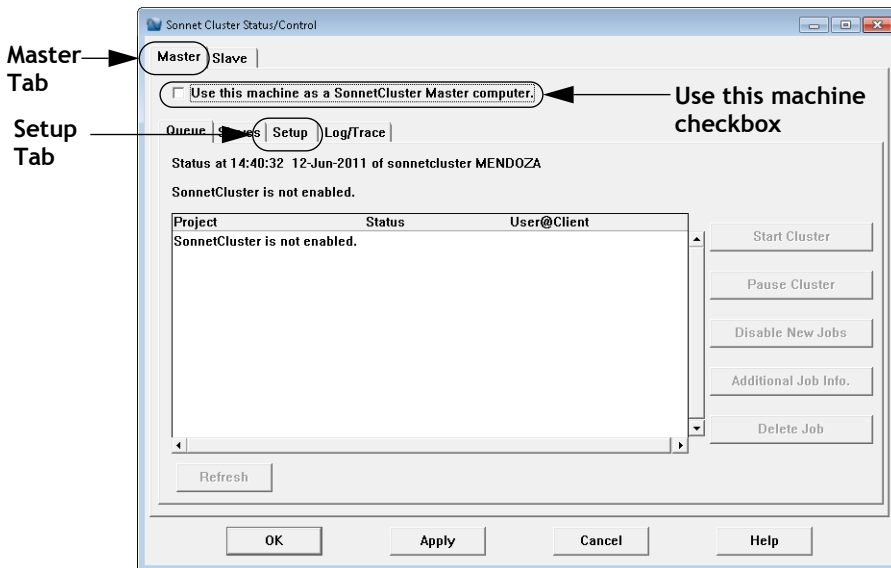 Sonnet Cluster Status/Control
Master Tab
Master Slave
Use this machine as a SonnetCluster Master computer.
Use this machine checkbox
Setup Tab
Queue Setup Log/Trace
Status at 14:40:32 12-Jun-2011 of sonnetcluster MENDOZA
SonnetCluster is not enabled.
Project Status User@Client
SonnetCluster is not enabled.
Start Cluster
Pause Cluster
Disable New Jobs
Additional Job Info.
Delete Job
Refresh
OK Apply Cancel Help